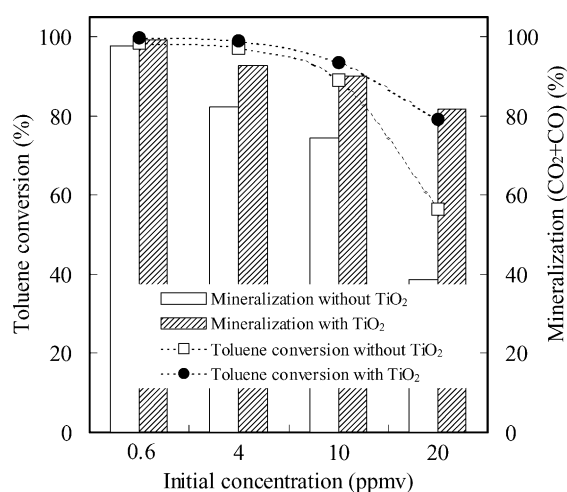 100
80
60
40
20
0
Toluene conversion (%)
100
80
60
40
20
0
Mineralization (CO₂+CO) (%)
Mineralization without TiO₂
Mineralization with TiO₂
Toluene conversion without TiO₂
Toluene conversion with TiO₂
0.6 4 10 20
Initial concentration (ppmv)